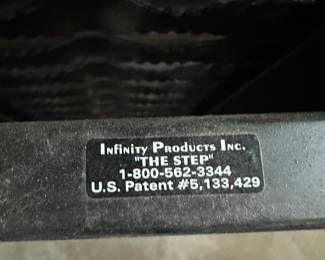 Infinity Products Inc.
"THE STEP"
1-800-562-3344
U.S. Patent #5,133,429